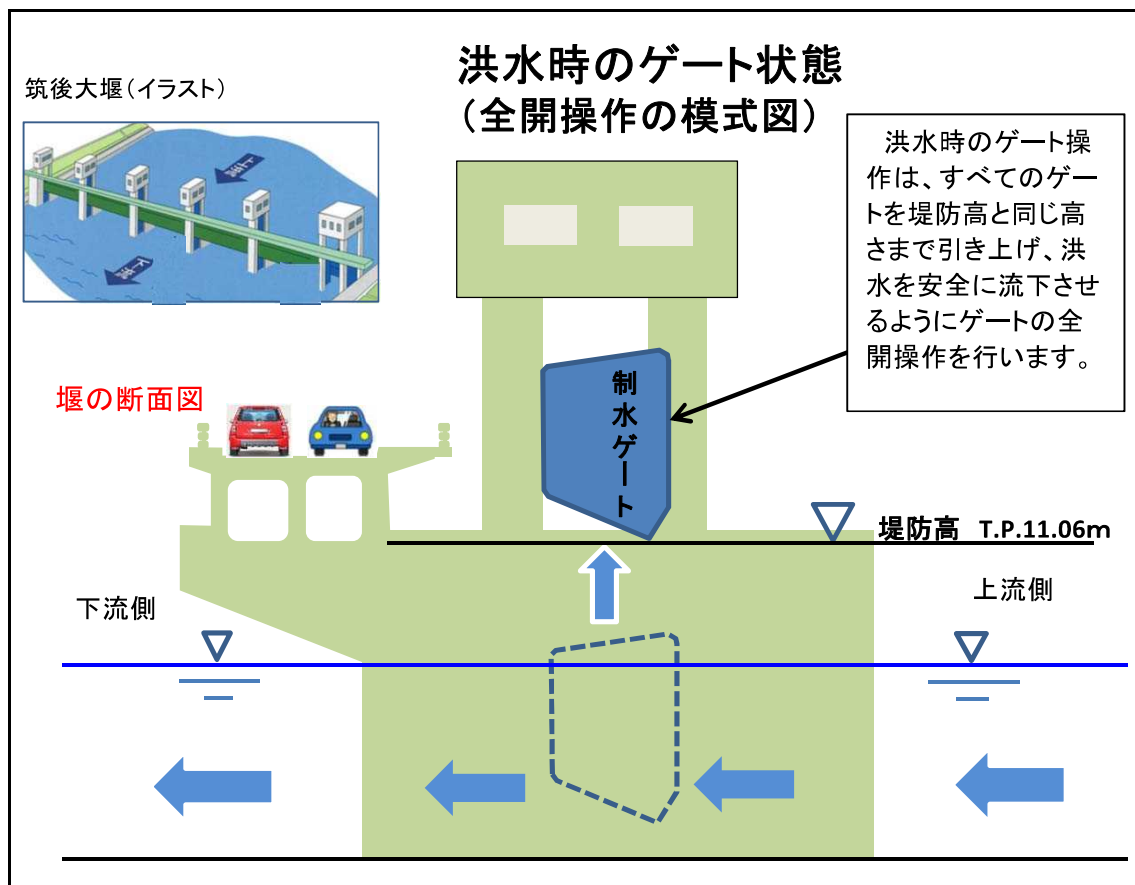 洪水時のゲート状態
（全開操作の模式図）
筑後大堰（イラスト）
上流
下流
洪水時のゲート操
作は、すべてのゲー
トを堤防高と同じ高
さまで引き上げ、洪
水を安全に流下させ
るようにゲートの全
開操作を行います。
堰の断面図
制水ゲート
堤防高 T.P.11.06m
下流側
上流側